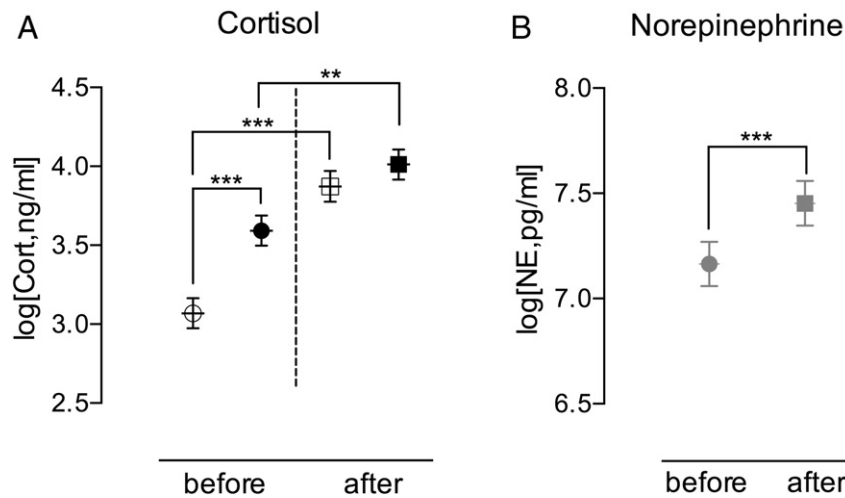 A
Cortisol
log[Cort,ng/ml]
4.5
4.0
3.5
3.0
2.5
**
***
***
before
after
B
Norepinephrine
log[NE,pg/ml]
8.0
7.5
7.0
6.5
***
before
after